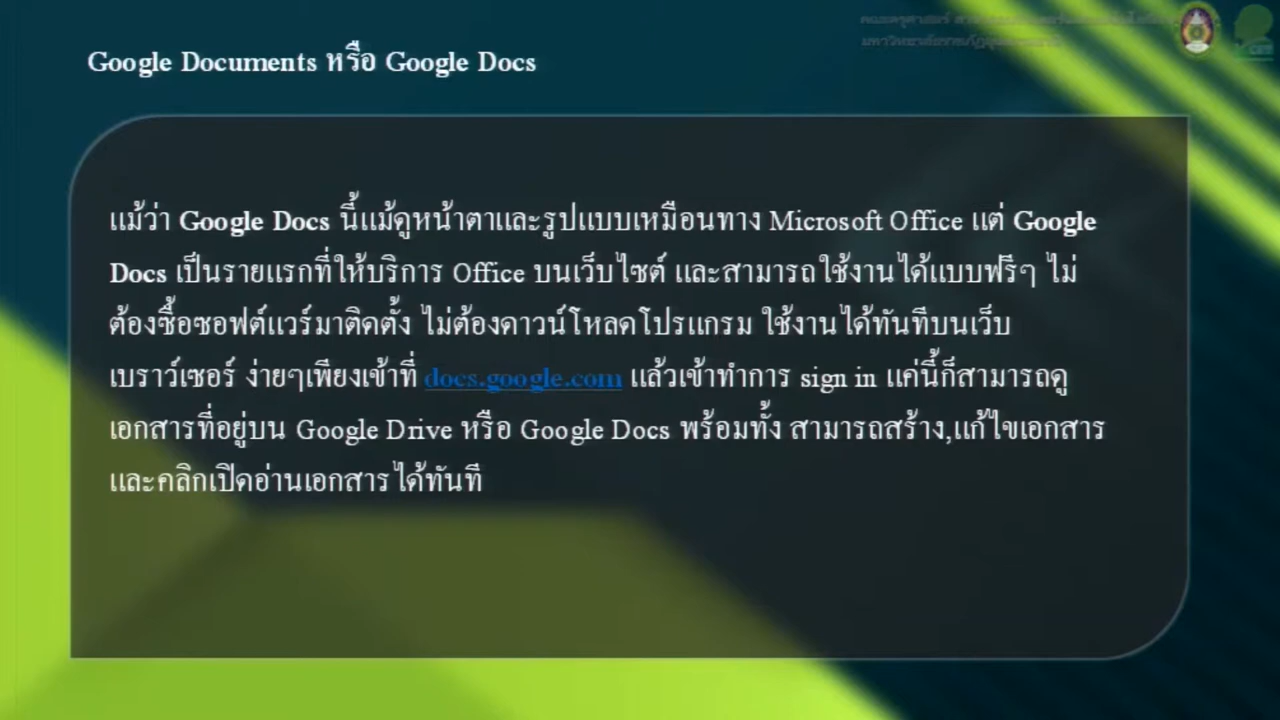 Google Documents หรือ Google Docs
แม้ว่า Google Docs นี้แม้ดูหน้าตาและรูปแบบเหมือนทาง Microsoft Office แต่ Google
Docs เป็นรายแรกที่ให้บริการ Office บนเว็บไซต์ และสามารถใช้งานได้แบบฟรีๆ ไม่
ต้องซื้อซอฟต์แวร์มาติดตั้ง ไม่ต้องดาวน์โหลดโปรแกรม ใช้งานได้ทันทีบนเว็บ
เบราว์เซอร์ ง่ายๆเพียงเข้าที่ docs.google.com แล้วเข้าทำการ sign in แค่นี้ก็สามารถดู
เอกสารที่อยู่บน Google Drive หรือ Google Docs พร้อมทั้ง สามารถสร้าง,แก้ไขเอกสาร
และคลิกเปิดอ่านเอกสารได้ทันที